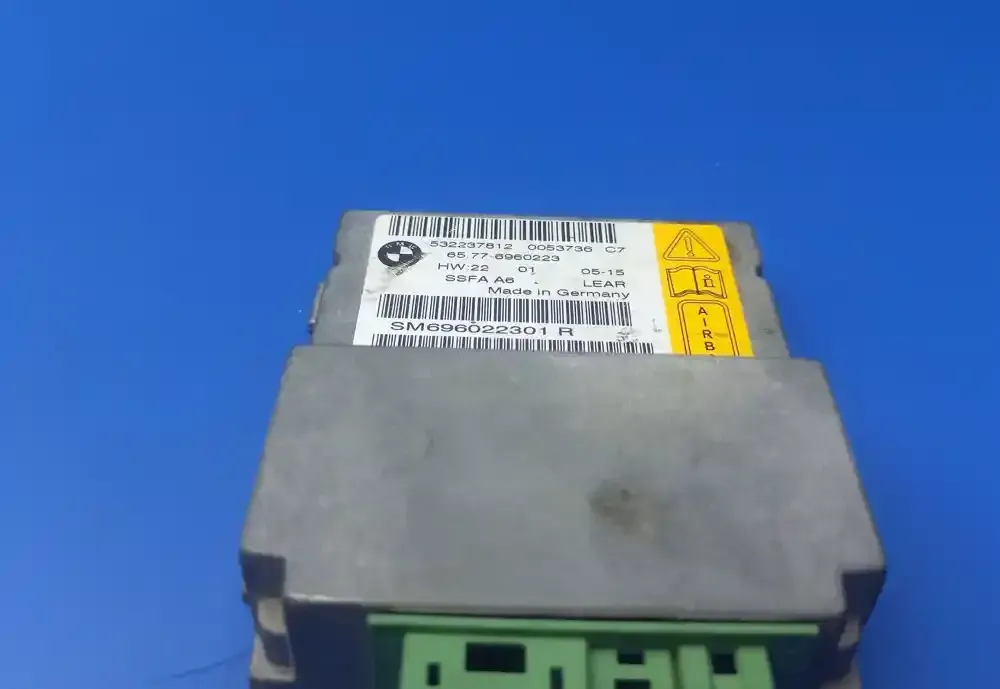 BMW
532237812 0053736 C7
65.77-6960223
HW:22 01 05-15
SSFA A6 LEAR
Made in Germany
SM696022301 R
AIRB